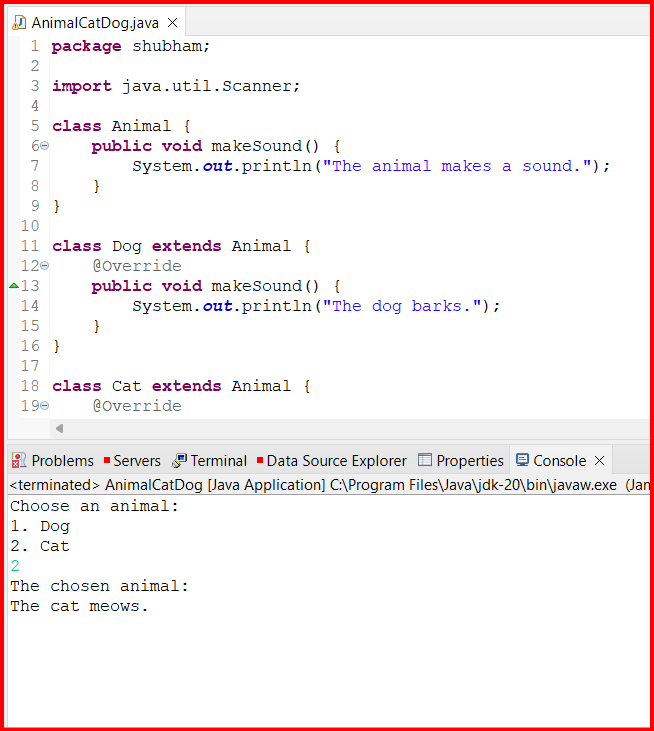 AnimalCatDog.java
1 package shubham;
2
3 import java.util.Scanner;
4
5 class Animal {
6 public void makeSound() {
7 System.out.println("The animal makes a sound.");
8 }
9 }
10
11 class Dog extends Animal {
12 @Override
13 public void makeSound() {
14 System.out.println("The dog barks.");
15 }
16 }
17
18 class Cat extends Animal {
19 @Override
Problems Servers Terminal Data Source Explorer Properties Console
<terminated> AnimalCatDog [Java Application] C:\Program Files\Java\jdk-20\bin\javaw.exe (Jan
Choose an animal:
1. Dog
2. Cat
2
The chosen animal:
The cat meows.